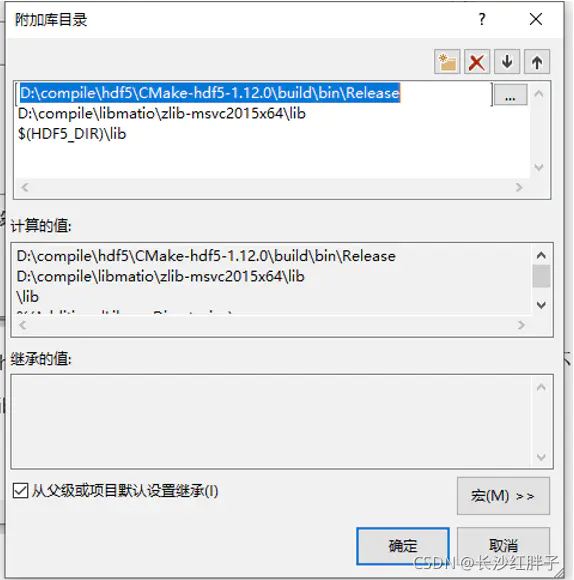 附加库目录
?
D:\compile\hdf5\CMake-hdf5-1.12.0\build\bin\Release
...
D:\compile\libmatio\zlib-msvc2015x64\lib
$(HDF5_DIR)\lib
计算的值:
D:\compile\hdf5\CMake-hdf5-1.12.0\build\bin\Release
D:\compile\libmatio\zlib-msvc2015x64\lib
\lib
继承的值:
从父级或项目默认设置继承(I)
宏(M) >>
确定
取消
CSDN @长沙红胖子